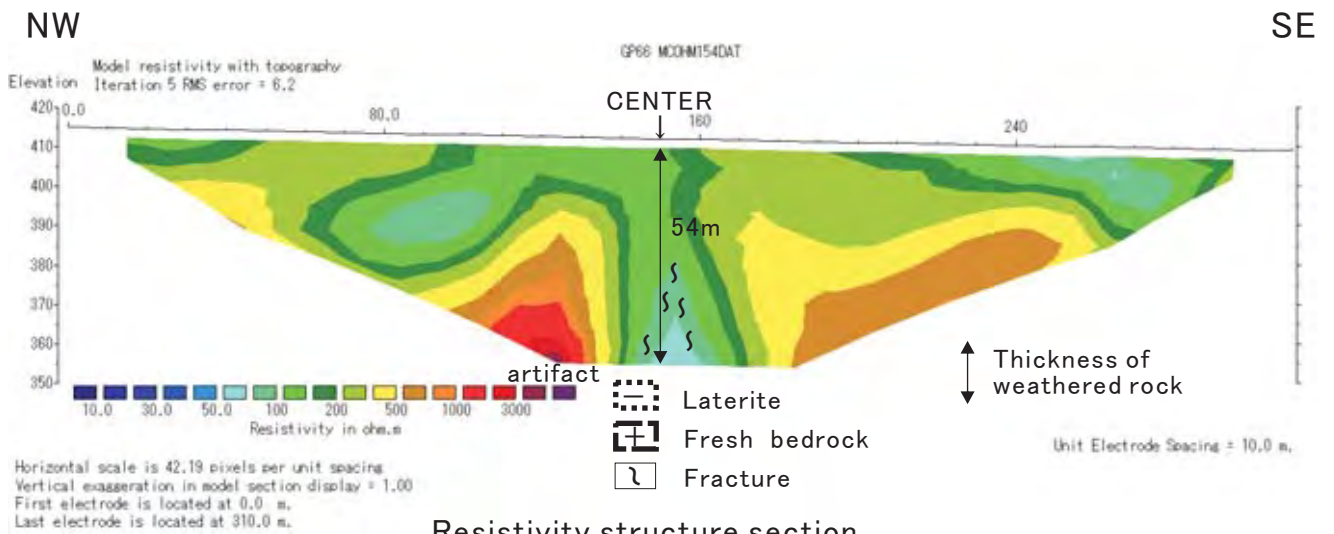 NW
SE
GP66 MCOHM154DAT
Model resistivity with topography
Elevation Iteration 5 RMS error = 6.2
CENTER
420 0.0 80.0 160 240
410
400
390
54m
380
370
360
350
artifact
Thickness of
weathered rock
10.0 30.0 50.0 100 200 500 1000 3000
Resistivity in ohm.m
Laterite
Fresh bedrock
Fracture
Unit Electrode Spacing = 10.0 m.
Horizontal scale is 42.19 pixels per unit spacing
Vertical exaggeration in model section display = 1.00
First electrode is located at 0.0 m.
Last electrode is located at 310.0 m.
Resistivity structure section